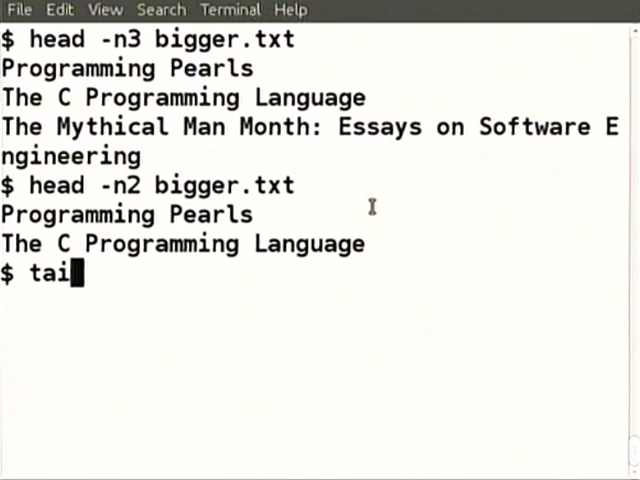 File Edit View Search Terminal Help
$ head -n3 bigger.txt
Programming Pearls
The C Programming Language
The Mythical Man Month: Essays on Software E
ngineering
$ head -n2 bigger.txt
Programming Pearls
The C Programming Language
$ tai